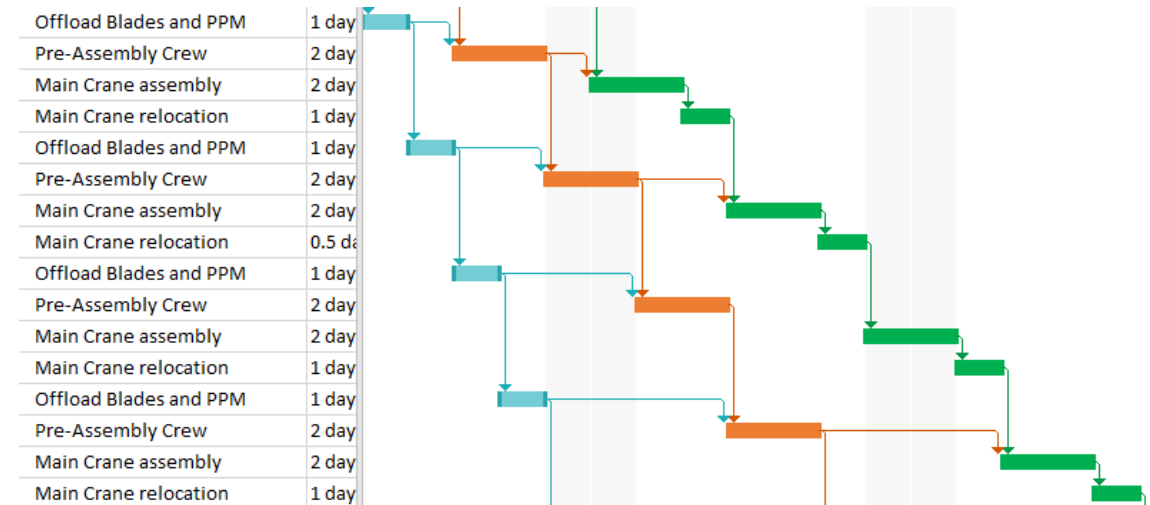 Offload Blades and PPM 1 day
Pre-Assembly Crew 2 day
Main Crane assembly 2 day
Main Crane relocation 1 day
Offload Blades and PPM 1 day
Pre-Assembly Crew 2 day
Main Crane assembly 2 day
Main Crane relocation 0.5 da
Offload Blades and PPM 1 day
Pre-Assembly Crew 2 day
Main Crane assembly 2 day
Main Crane relocation 1 day
Offload Blades and PPM 1 day
Pre-Assembly Crew 2 day
Main Crane assembly 2 day
Main Crane relocation 1 day